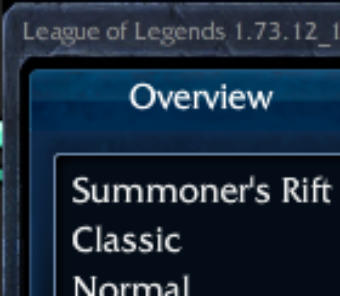 League of Legends 1.73.12_1
Overview
Summoner's Rift
Classic
Normal